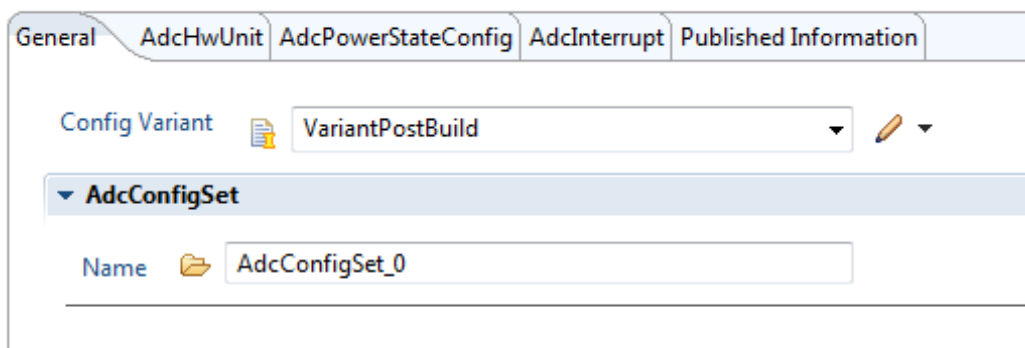 General AdcHwUnit AdcPowerStateConfig AdcInterrupt Published Information
Config Variant VariantPostBuild
AdcConfigSet
Name AdcConfigSet_0